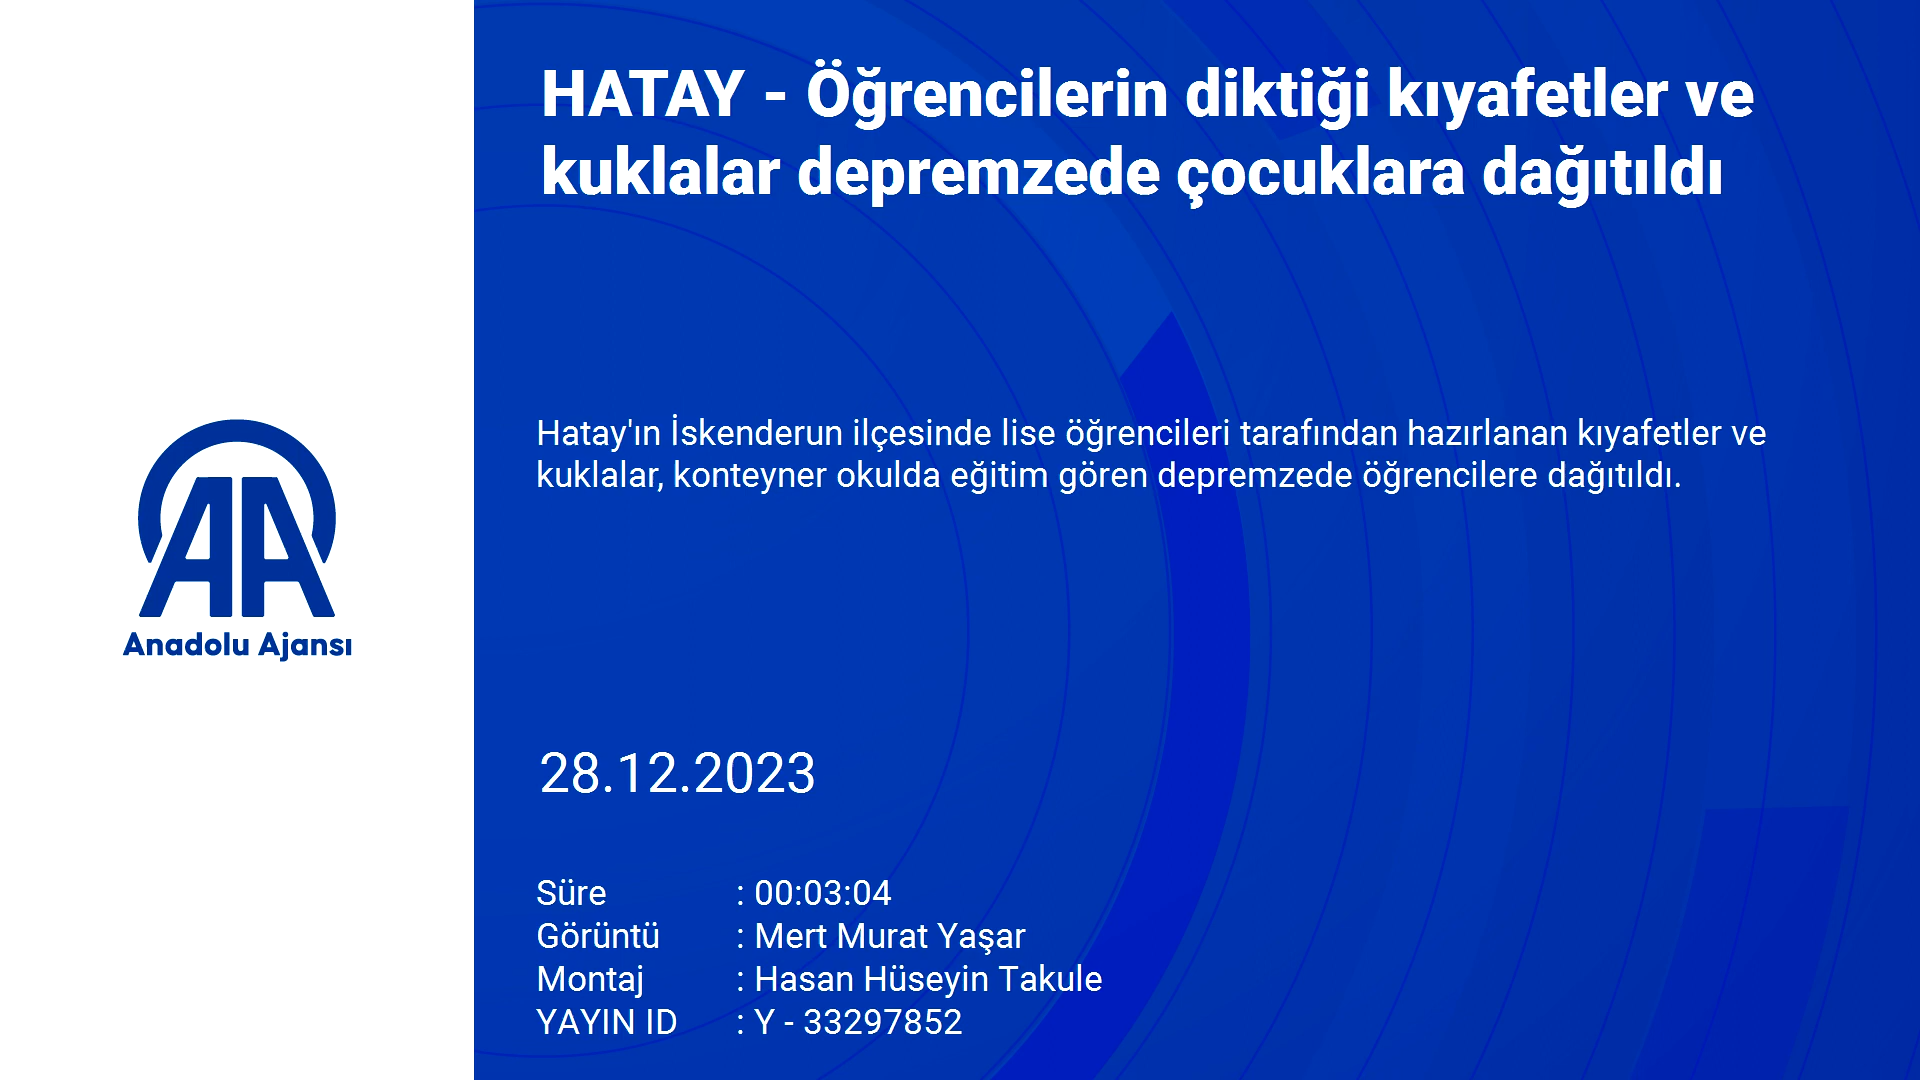 HATAY - Öğrencilerin diktiği kıyafetler ve
kuklalar depremzede çocuklara dağıtıldı
Hatay'ın İskenderun ilçesinde lise öğrencileri tarafından hazırlanan kıyafetler ve
kuklalar, konteyner okulda eğitim gören depremzede öğrencilere dağıtıldı.
AA
Anadolu Ajansı
28.12.2023
Süre : 00:03:04
Görüntü : Mert Murat Yaşar
Montaj : Hasan Hüseyin Takule
YAYIN ID : Y - 33297852